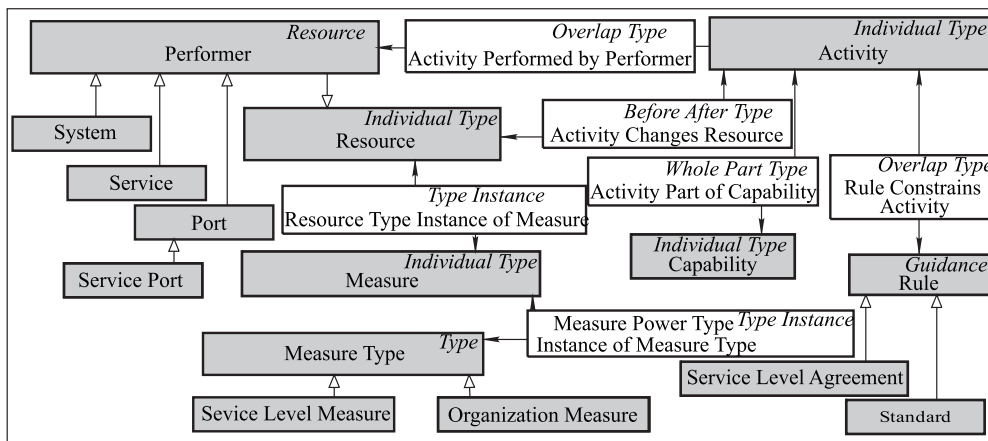 Resource
Performer
Overlap Type
Activity Performed by Performer
Individual Type
Activity
System
Individual Type
Resource
Before After Type
Activity Changes Resource
Service
Whole Part Type
Activity Part of Capability
Overlap Type
Rule Constrains
Activity
Type Instance
Resource Type Instance of Measure
Port
Individual Type
Capability
Service Port
Individual Type
Measure
Guidance
Rule
Measure Power Type Type Instance
Instance of Measure Type
Type
Measure Type
Service Level Agreement
Sevice Level Measure
Organization Measure
Standard